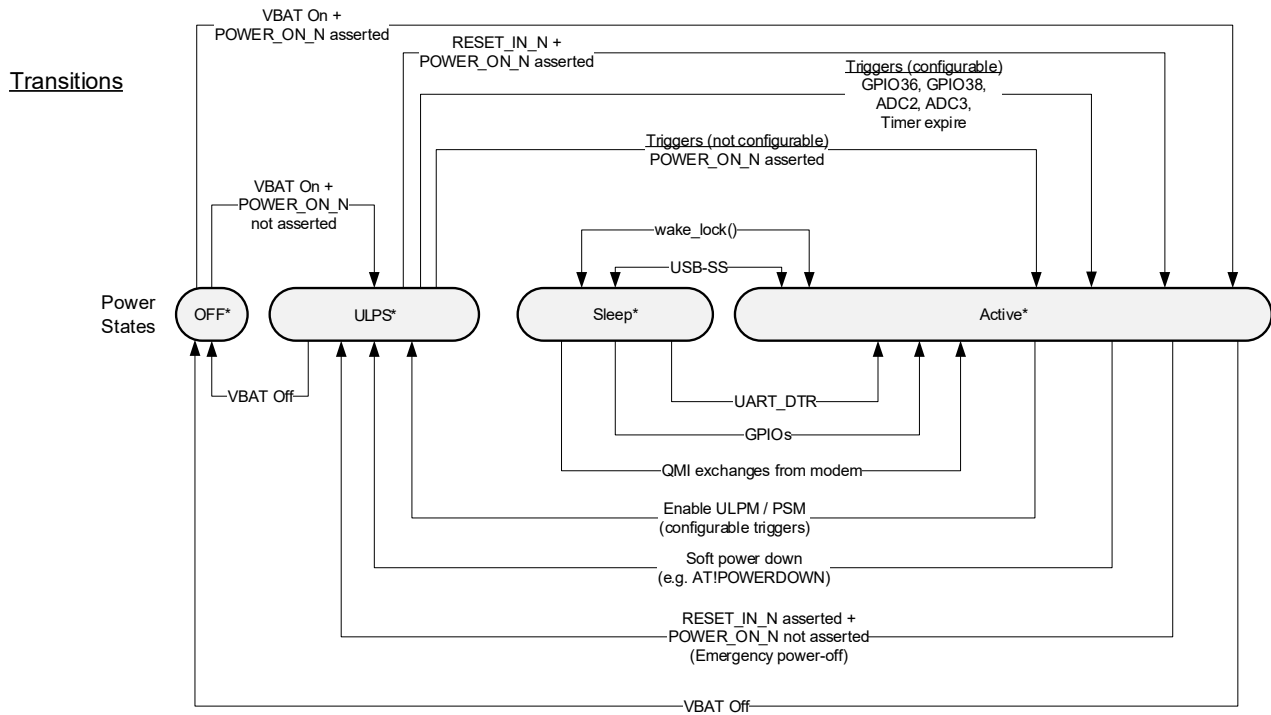 VBAT On +
POWER_ON_N asserted
RESET_IN_N +
POWER_ON_N asserted
Transitions
Triggers (configurable)
GPIO36, GPIO38,
ADC2, ADC3,
Timer expire
Triggers (not configurable)
POWER_ON_N asserted
VBAT On +
POWER_ON_N
not asserted
wake_lock()
USB-SS
Power
States
OFF*
ULPS*
Sleep*
Active*
VBAT Off
UART_DTR
GPIOs
QMI exchanges from modem
Enable ULPM / PSM
(configurable triggers)
Soft power down
(e.g. AT!POWERDOWN)
RESET_IN_N asserted +
POWER_ON_N not asserted
(Emergency power-off)
VBAT Off